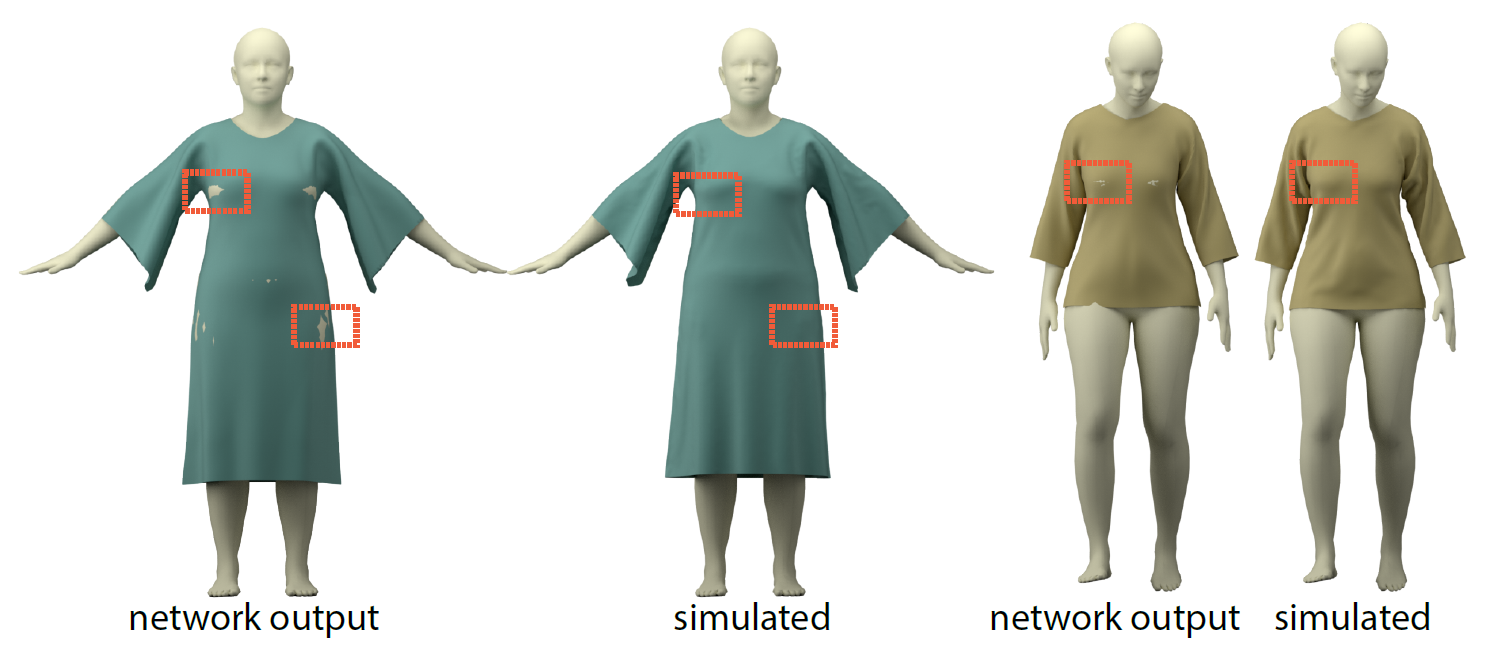 network output
simulated
network output
simulated